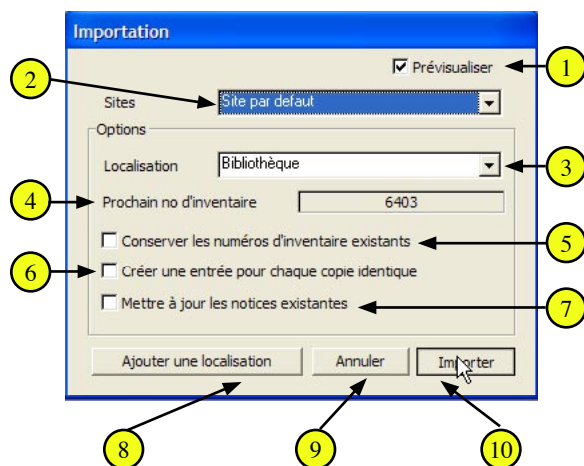 Importation
1
Prévisualiser
2
Sites
Site par defaut
Options
Localisation
Bibliothèque
3
4
Prochain no d'inventaire
6403
Conserver les numéros d'inventaire existants
5
6
Créer une entrée pour chaque copie identique
Mettre à jour les notices existantes
7
Ajouter une localisation
Annuler
Importer
8
9
10